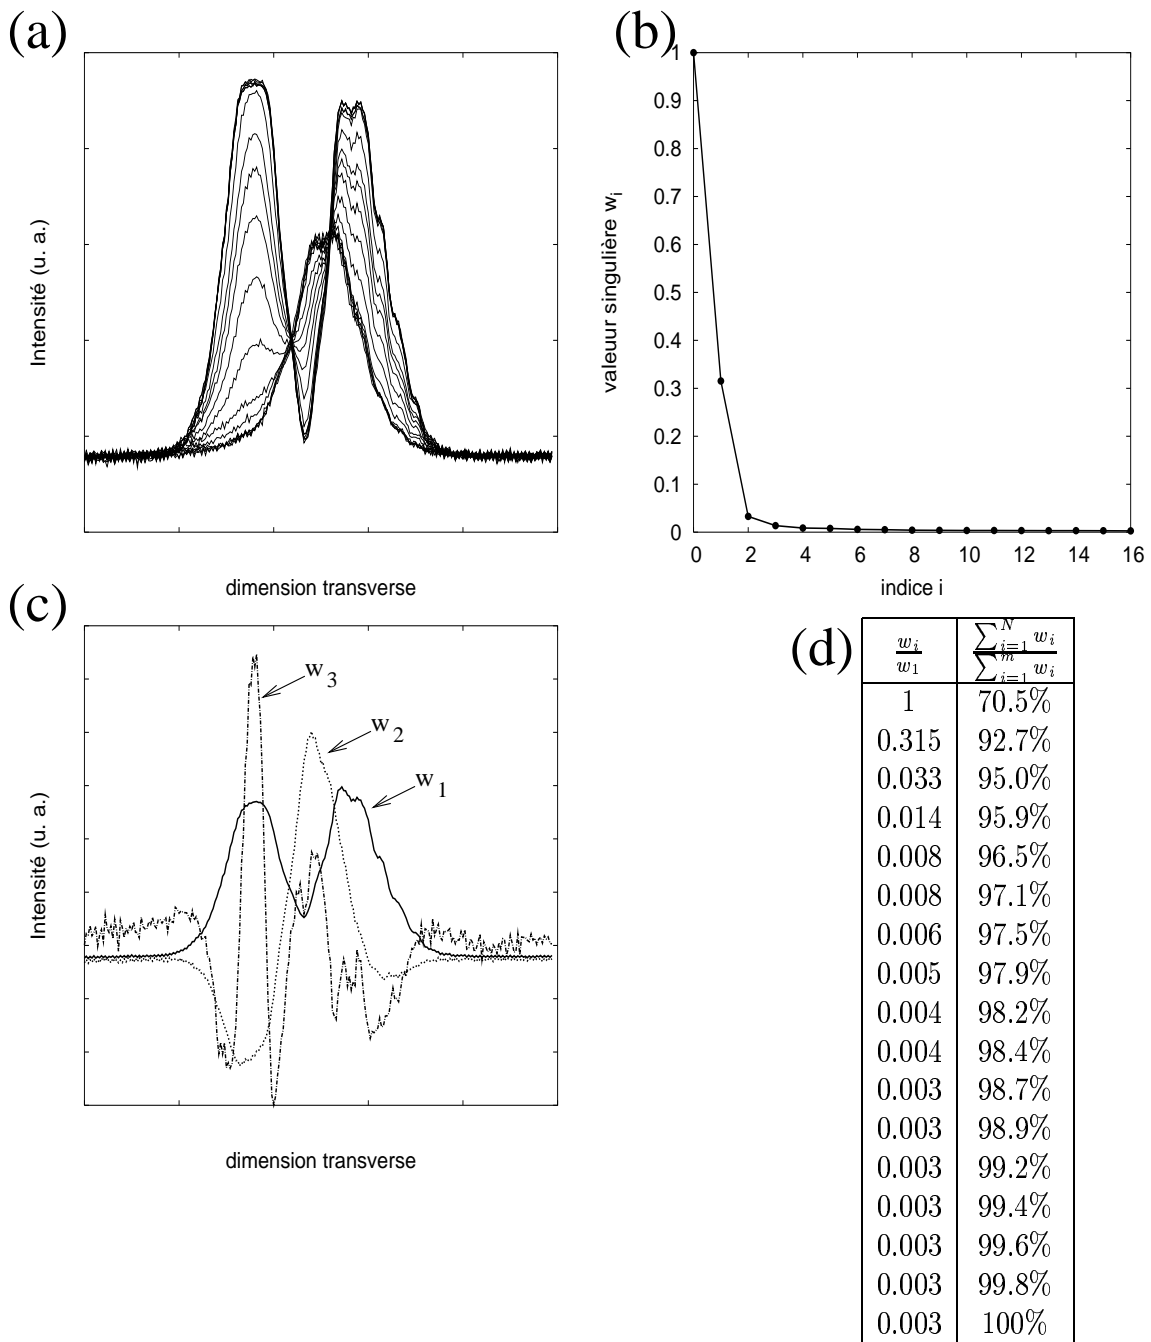 (a)
Intensité (u. a.)
dimension transverse
(b)
1
0.9
0.8
0.7
0.6
0.5
0.4
0.3
0.2
0.1
0
valeuur singulière wi
0 2 4 6 8 10 12 14 16
indice i
(c)
w3
w2
w1
Intensité (u. a.)
dimension transverse
(d)
w_i/w_1 ∑_{i=1}^{N} w_i / ∑_{i=1}^{m} w_i
1 70.5%
0.315 92.7%
0.033 95.0%
0.014 95.9%
0.008 96.5%
0.008 97.1%
0.006 97.5%
0.005 97.9%
0.004 98.2%
0.004 98.4%
0.003 98.7%
0.003 98.9%
0.003 99.2%
0.003 99.4%
0.003 99.6%
0.003 99.8%
0.003 100%